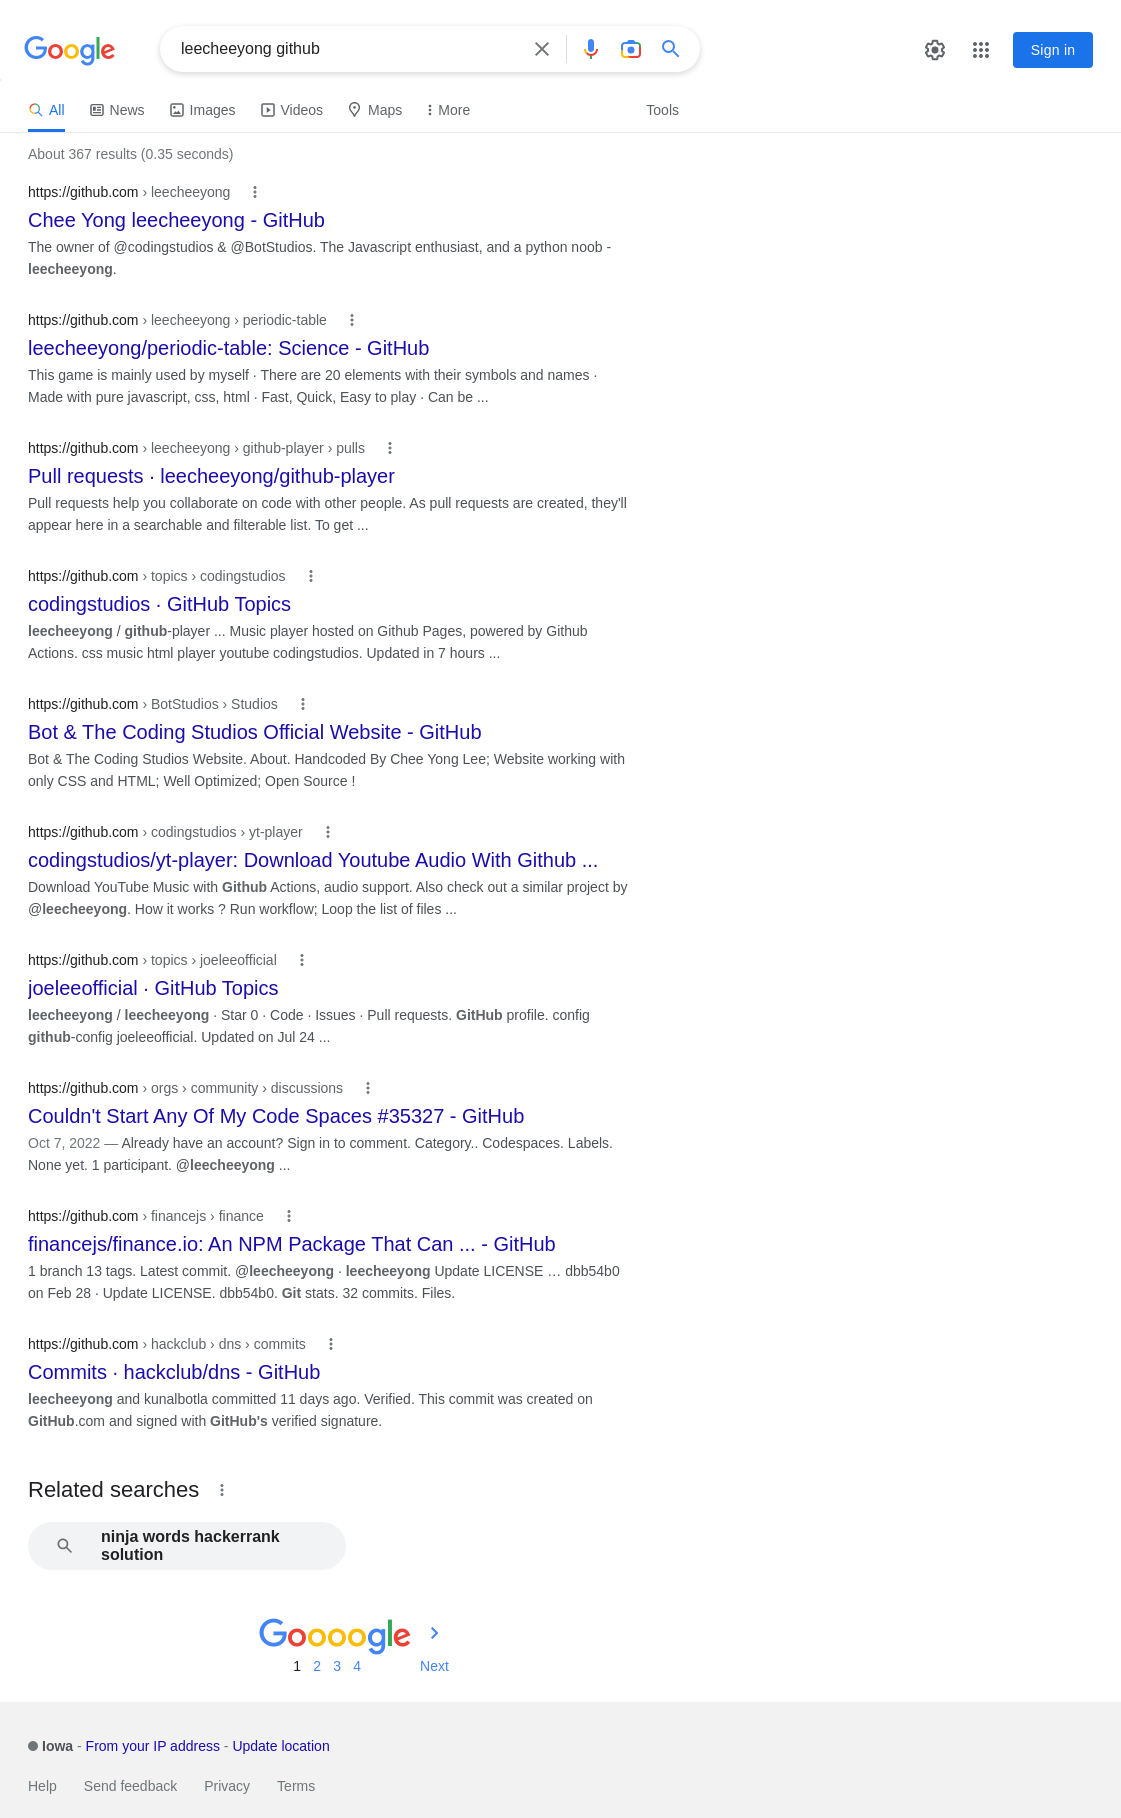 Google
leecheeyong github
Sign in
All News Images Videos Maps More Tools
About 367 results (0.35 seconds)
https://github.com › leecheeyong
Chee Yong leecheeyong - GitHub
The owner of @codingstudios & @BotStudios. The Javascript enthusiast, and a python noob -
leecheeyong.
https://github.com › leecheeyong › periodic-table
leecheeyong/periodic-table: Science - GitHub
This game is mainly used by myself · There are 20 elements with their symbols and names ·
Made with pure javascript, css, html · Fast, Quick, Easy to play · Can be ...
https://github.com › leecheeyong › github-player › pulls
Pull requests · leecheeyong/github-player
Pull requests help you collaborate on code with other people. As pull requests are created, they'll
appear here in a searchable and filterable list. To get ...
https://github.com › topics › codingstudios
codingstudios · GitHub Topics
leecheeyong / github-player ... Music player hosted on Github Pages, powered by Github
Actions. css music html player youtube codingstudios. Updated in 7 hours ...
https://github.com › BotStudios › Studios
Bot & The Coding Studios Official Website - GitHub
Bot & The Coding Studios Website. About. Handcoded By Chee Yong Lee; Website working with
only CSS and HTML; Well Optimized; Open Source !
https://github.com › codingstudios › yt-player
codingstudios/yt-player: Download Youtube Audio With Github ...
Download YouTube Music with Github Actions, audio support. Also check out a similar project by
@leecheeyong. How it works ? Run workflow; Loop the list of files ...
https://github.com › topics › joeleeofficial
joeleeofficial · GitHub Topics
leecheeyong / leecheeyong · Star 0 · Code · Issues · Pull requests. GitHub profile. config
github-config joeleeofficial. Updated on Jul 24 ...
https://github.com › orgs › community › discussions
Couldn't Start Any Of My Code Spaces #35327 - GitHub
Oct 7, 2022 — Already have an account? Sign in to comment. Category.. Codespaces. Labels.
None yet. 1 participant. @leecheeyong ...
https://github.com › financejs › finance
financejs/finance.io: An NPM Package That Can ... - GitHub
1 branch 13 tags. Latest commit. @leecheeyong · leecheeyong Update LICENSE … dbb54b0
on Feb 28 · Update LICENSE. dbb54b0. Git stats. 32 commits. Files.
https://github.com › hackclub › dns › commits
Commits · hackclub/dns - GitHub
leecheeyong and kunalbotla committed 11 days ago. Verified. This commit was created on
GitHub.com and signed with GitHub's verified signature.
Related searches
ninja words hackerrank
solution
Goooogle
1 2 3 4 Next
Iowa - From your IP address - Update location
Help Send feedback Privacy Terms